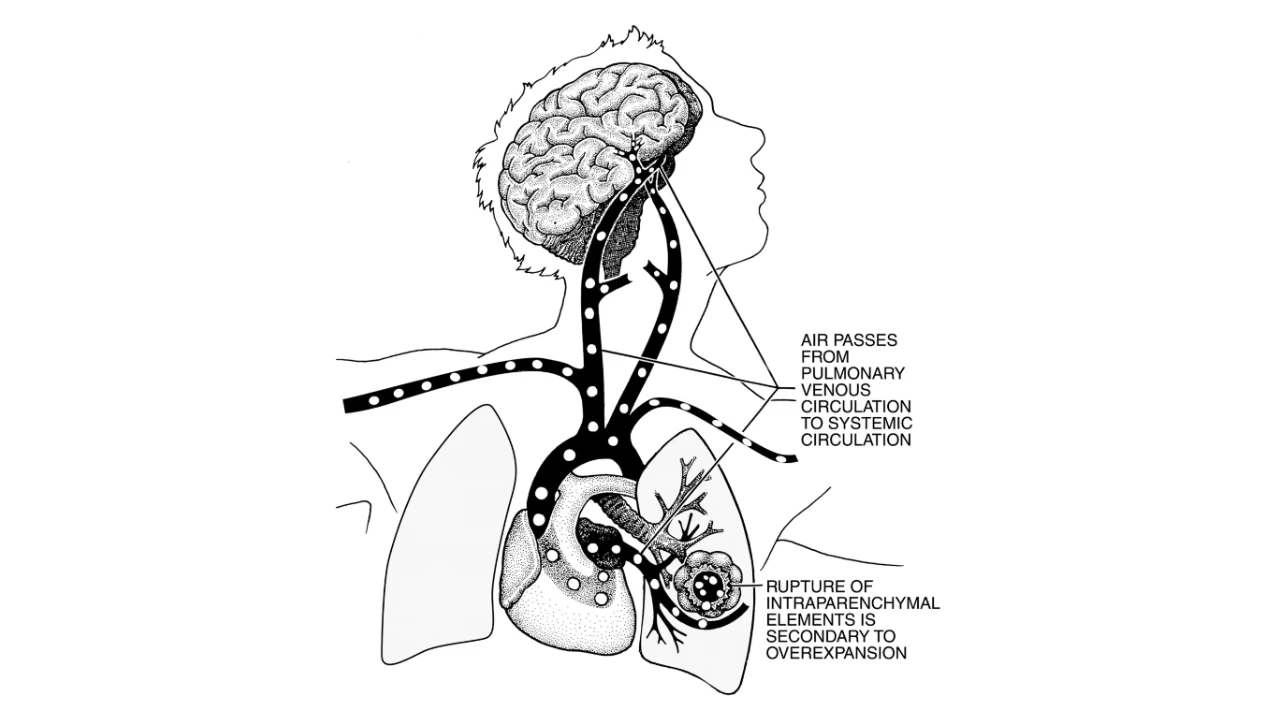 AIR PASSES
FROM
PULMONARY
VENOUS
CIRCULATION
TO SYSTEMIC
CIRCULATION
RUPTURE OF
INTRAPARENCHYMAL
ELEMENTS IS
SECONDARY TO
OVEREXPANSION